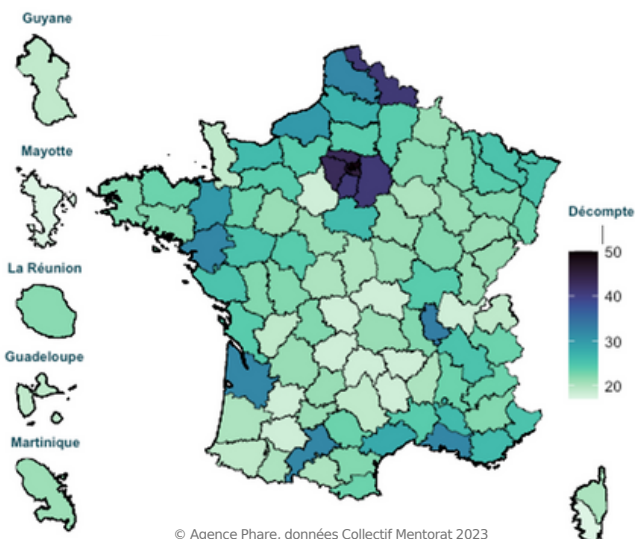 Guyane
Mayotte
La Réunion
Guadeloupe
Martinique
Décompte
50
40
30
20
© Agence Phare, données Collectif Mentorat 2023